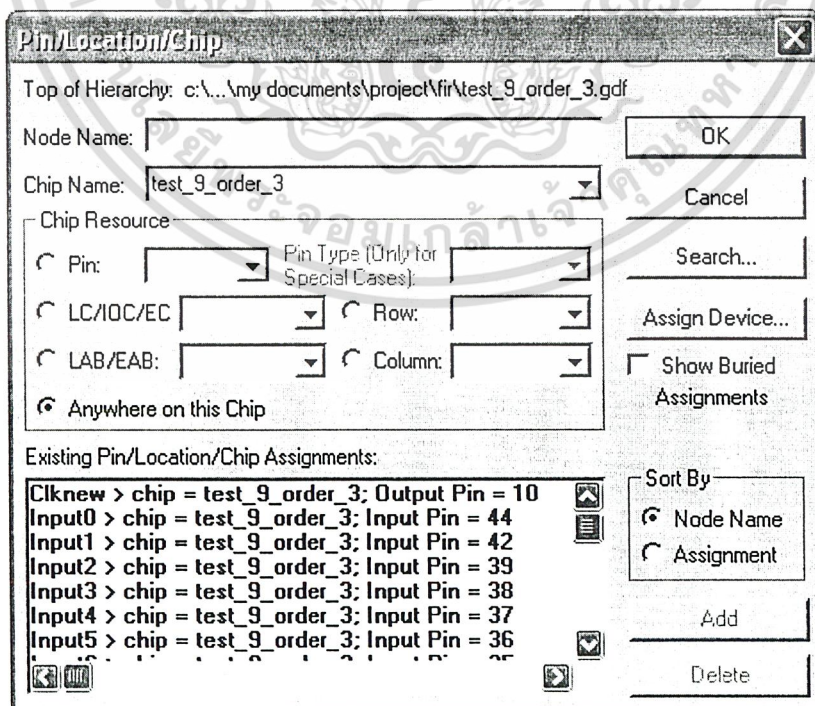 Pin/Location/Chip
Top of Hierarchy: c:\...\my documents\project\fir\test_9_order_3.gdf
Node Name:
OK
Chip Name: test_9_order_3
Cancel
Chip Resource
Pin:
Pin Type (Only for
Special Cases):
Search...
LC/IOC/EC
Row:
Assign Device...
LAB/EAB:
Column:
Show Buried
Assignments
Anywhere on this Chip
Existing Pin/Location/Chip Assignments:
Clknew > chip = test_9_order_3; Output Pin = 10
Input0 > chip = test_9_order_3; Input Pin = 44
Input1 > chip = test_9_order_3; Input Pin = 42
Input2 > chip = test_9_order_3; Input Pin = 39
Input3 > chip = test_9_order_3; Input Pin = 38
Input4 > chip = test_9_order_3; Input Pin = 37
Input5 > chip = test_9_order_3; Input Pin = 36
Sort By
Node Name
Assignment
Add
Delete